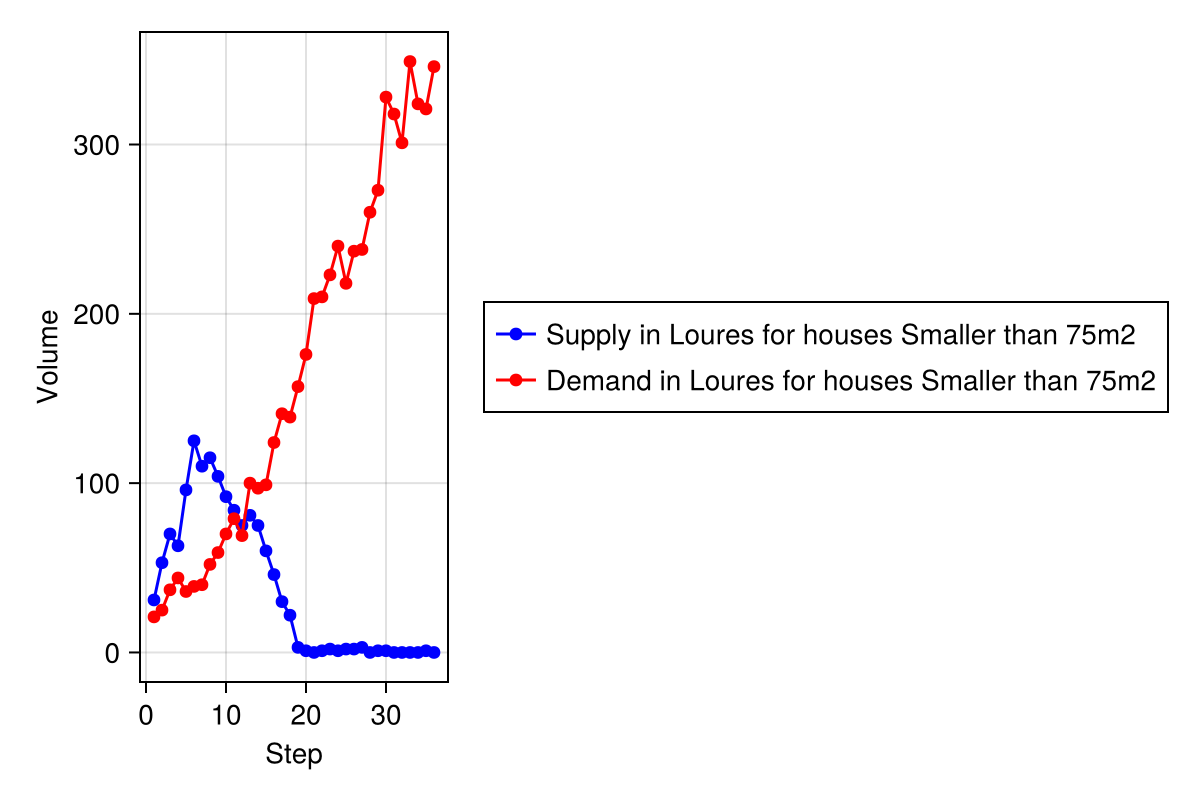 300
200
100
0
Volume
0 10 20 30
Step
Supply in Loures for houses Smaller than 75m2
Demand in Loures for houses Smaller than 75m2